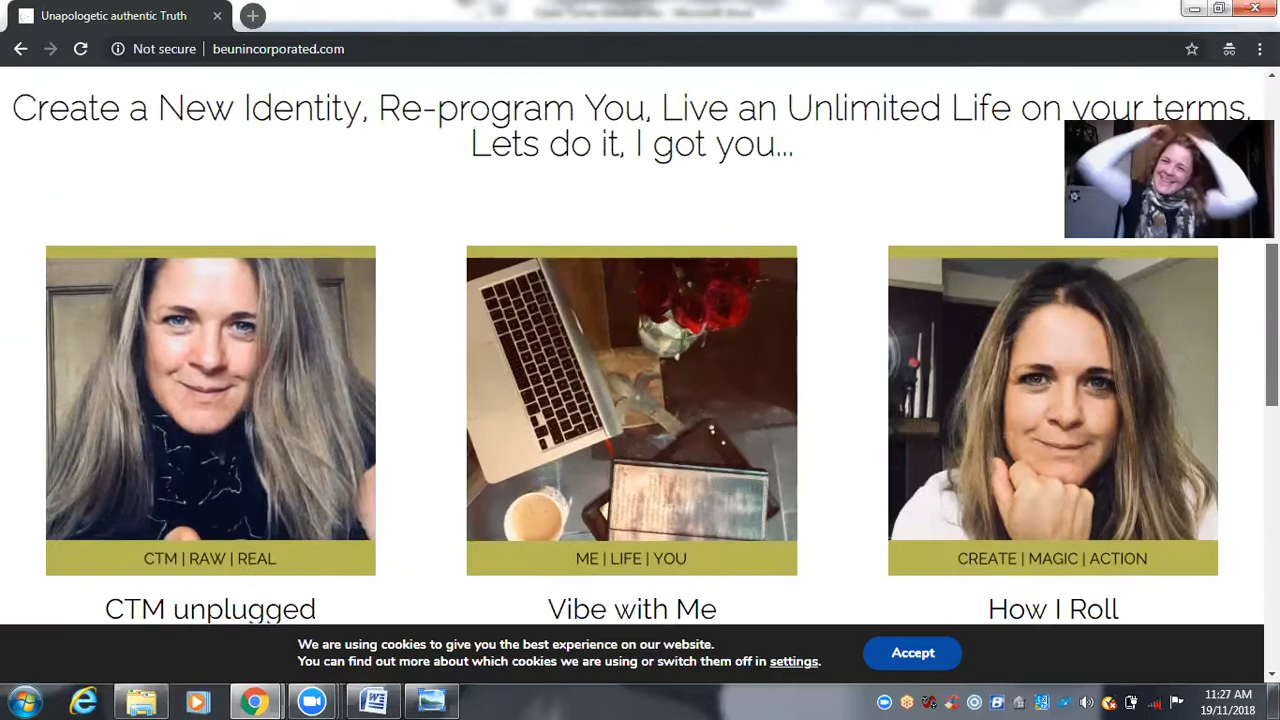 Unapologetic authentic Truth
Not secure
beunincorporated.com
Create a New Identity, Re-program You, Live an Unlimited Life on your terms.
Lets do it, I got you...
CTM | RAW | REAL
ME | LIFE | YOU
CREATE | MAGIC | ACTION
CTM unplugged
Vibe with Me
How I Roll
We are using cookies to give you the best experience on our website.
You can find out more about which cookies we are using or switch them off in settings.
Accept
11:27 AM
19/11/2018